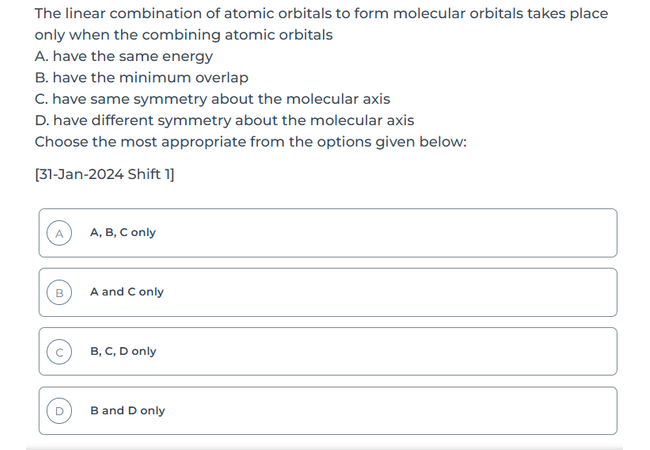 The linear combination of atomic orbitals to form molecular orbitals takes place
only when the combining atomic orbitals
A. have the same energy
B. have the minimum overlap
C. have same symmetry about the molecular axis
D. have different symmetry about the molecular axis
Choose the most appropriate from the options given below:
[31-Jan-2024 Shift 1]
A A, B, C only
B A and C only
C B, C, D only
D B and D only